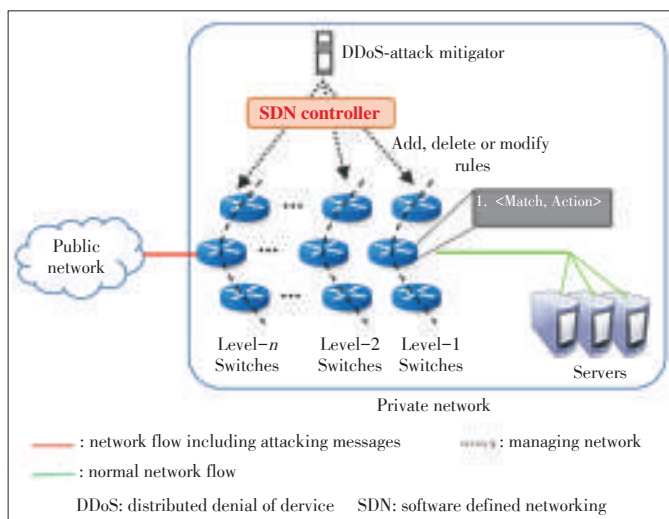 DDoS-attack mitigator
SDN controller
Add, delete or modify
rules
1. <Match, Action>
Public
network
Level-n
Switches
Level-2
Switches
Level-1
Switches
Servers
Private network
: network flow including attacking messages
: managing network
: normal network flow
DDoS: distributed denial of dervice
SDN: software defined networking